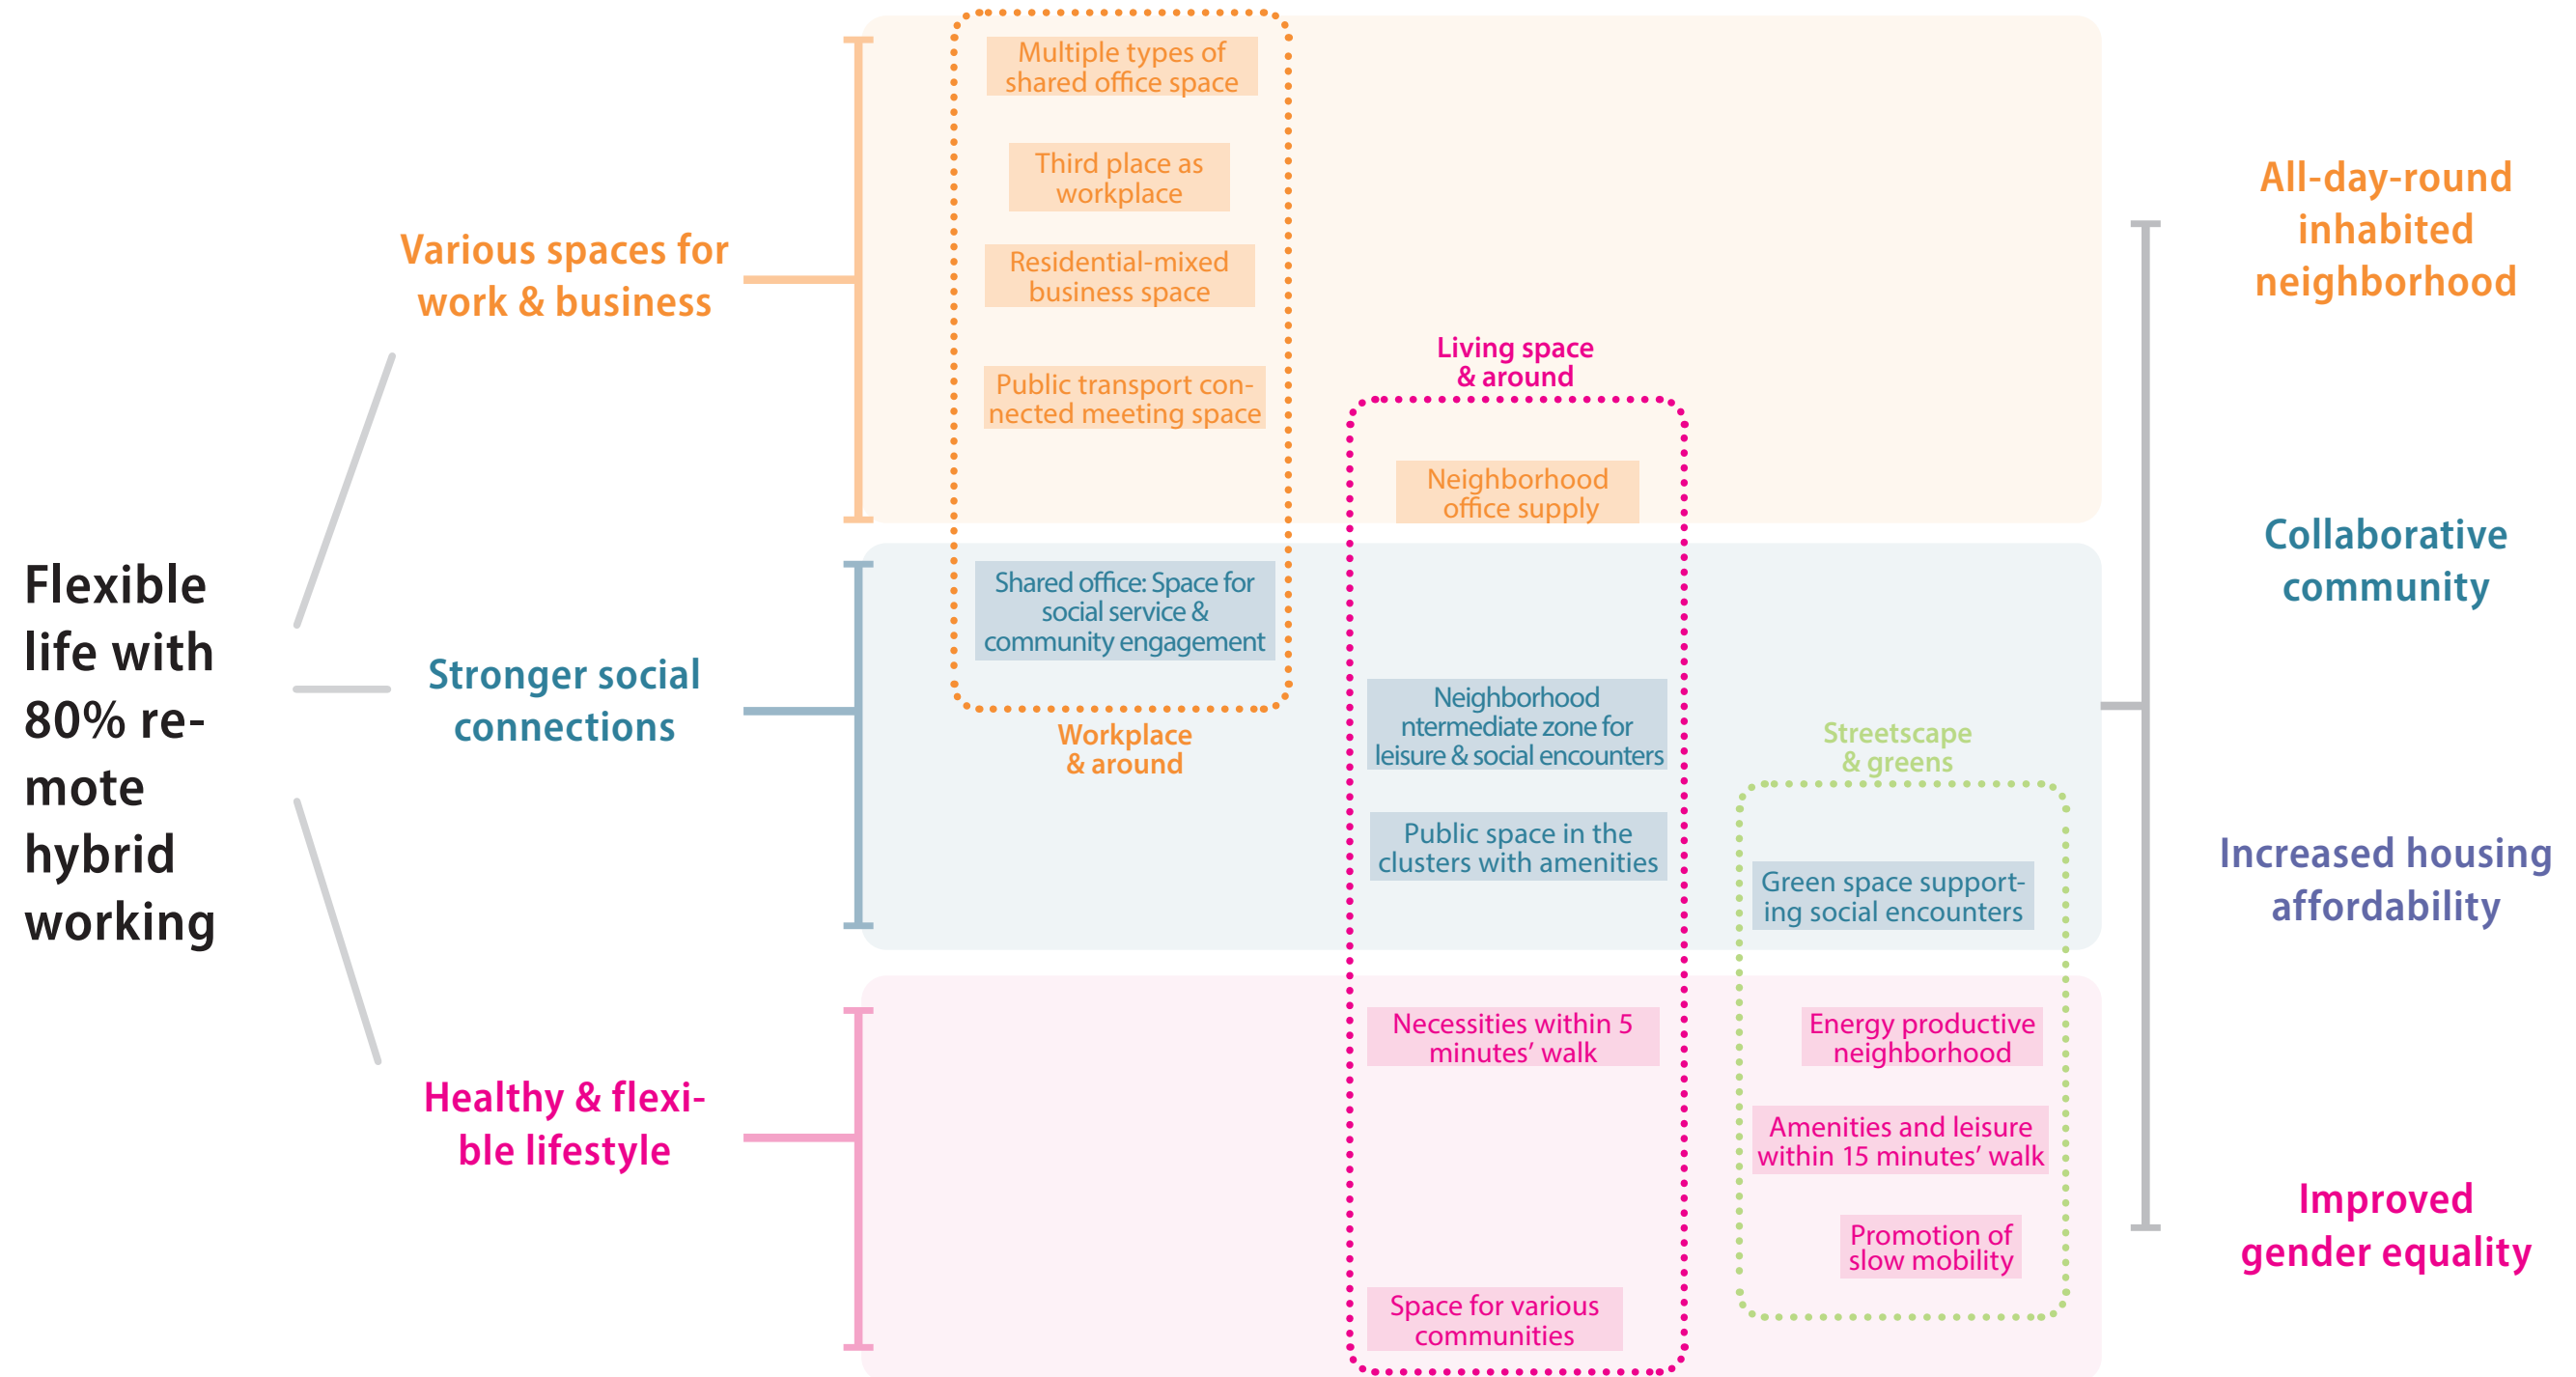 Flexible
life with
80% re-
mote
hybrid
working
Various spaces for
work & business
Stronger social
connections
Healthy & flexi-
ble lifestyle
Multiple types of
shared office space
Third place as
workplace
Residential-mixed
business space
Public transport con-
nected meeting space
Shared office: Space for
social service &
community engagement
Workplace
& around
Living space
& around
Neighborhood
office supply
Neighborhood
ntermediate zone for
leisure & social encounters
Public space in the
clusters with amenities
Necessities within 5
minutes’ walk
Space for various
communities
Streetscape
& greens
Green space support-
ing social encounters
Energy productive
neighborhood
Amenities and leisure
within 15 minutes’ walk
Promotion of
slow mobility
All-day-round
inhabited
neighborhood
Collaborative
community
Increased housing
affordability
Improved
gender equality